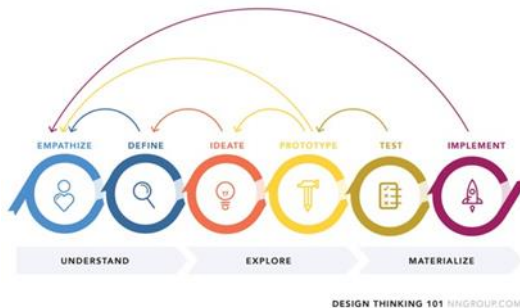 EMPATHIZE DEFINE IDEATE PROTOTYPE TEST IMPLEMENT
UNDERSTAND EXPLORE MATERIALIZE
DESIGN THINKING 101 NNGROUP.COM